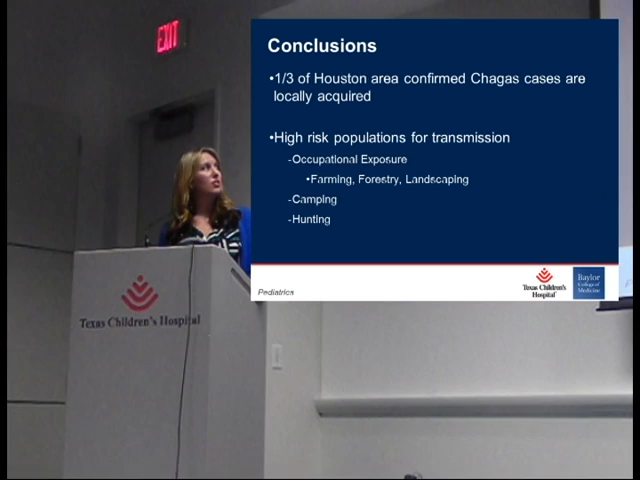 EXIT
Conclusions
•1/3 of Houston area confirmed Chagas cases are
locally acquired
•High risk populations for transmission
-Occupational Exposure
•Farming, Forestry, Landscaping
-Camping
-Hunting
Pediatrics
Texas Children's
Hospital
Baylor
College of
Medicine
Texas Children's Hospital